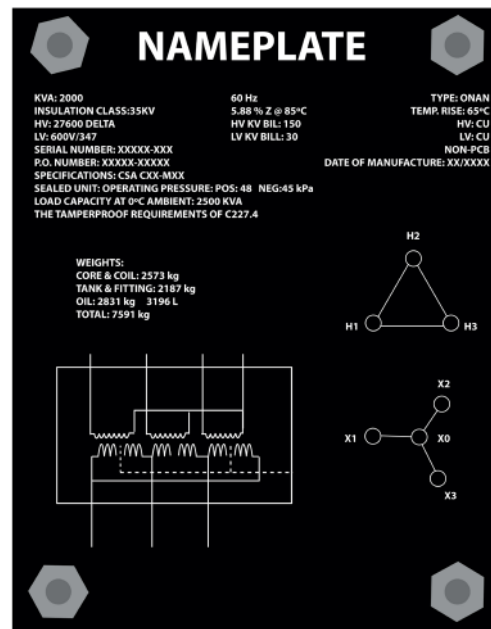 NAMEPLATE
KVA: 2000 60 Hz TYPE: ONAN
INSULATION CLASS:35KV 5.88 % Z @ 85ºC TEMP. RISE: 65ºC
HV: 27600 DELTA HV KV BIL: 150 HV: CU
LV: 600V/347 LV KV BILL: 30 LV: CU
SERIAL NUMBER: XXXXX-XXX NON-PCB
P.O. NUMBER: XXXXX-XXXXX DATE OF MANUFACTURE: XX/XXXX
SPECIFICATIONS: CSA CXX-MXX
SEALED UNIT: OPERATING PRESSURE: POS: 48 NEG:45 kPa
LOAD CAPACITY AT 0ºC AMBIENT: 2500 KVA
THE TAMPERPROOF REQUIREMENTS OF C227.4
WEIGHTS:
CORE & COIL: 2573 kg
TANK & FITTING: 2187 kg
OIL: 2831 kg 3196 L
TOTAL: 7591 kg
H2
H1 H3
X2
X1 X0
X3